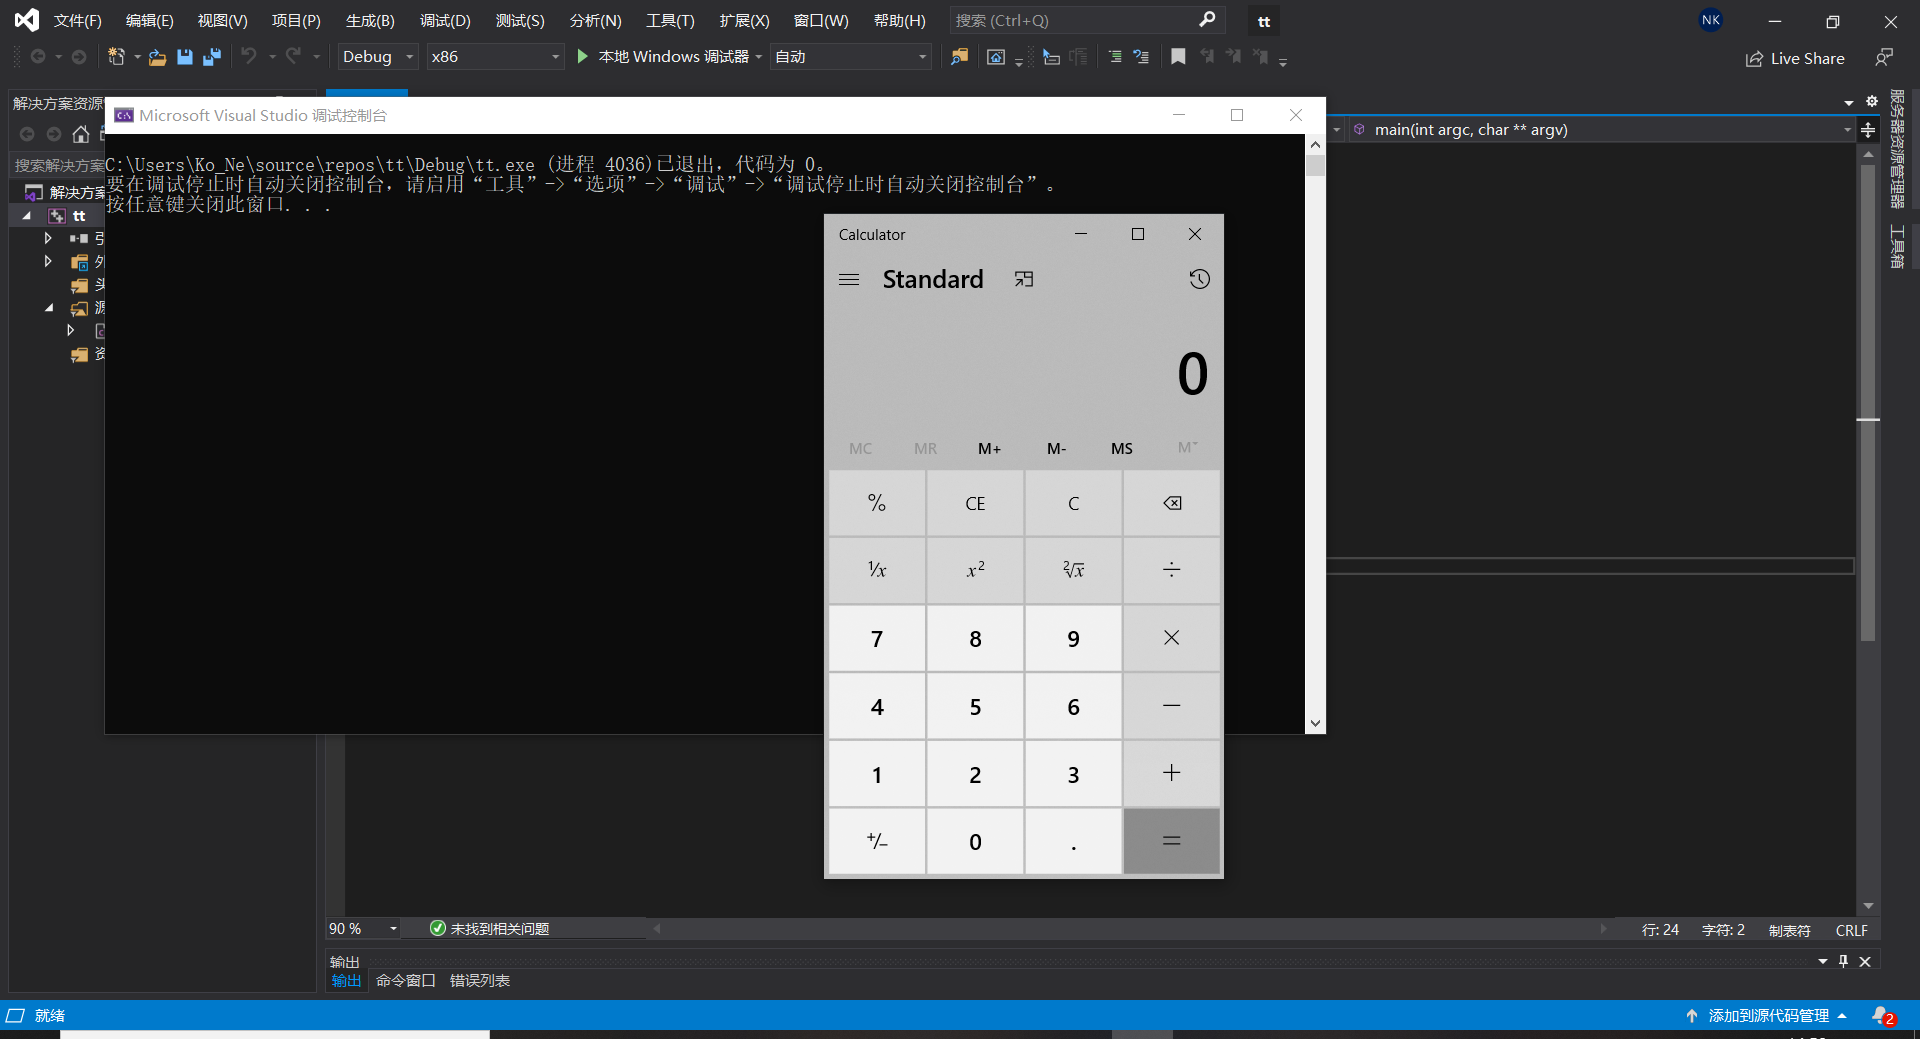 文件(F) 编辑(E) 视图(V) 项目(P) 生成(B) 调试(D) 测试(S) 分析(N) 工具(T) 扩展(X) 窗口(W) 帮助(H) 搜索 (Ctrl+Q) tt NK
Debug x86 本地 Windows 调试器 自动 Live Share
解决方案资源
搜索解决方案
解决方案
tt
引
外
头
源
资
Microsoft Visual Studio 调试控制台
C:\Users\Ko_Ne\source\repos\tt\Debug\tt.exe (进程 4036)已退出，代码为 0。
要在调试停止时自动关闭控制台，请启用“工具”->“选项”->“调试”->“调试停止时自动关闭控制台”。
按任意键关闭此窗口. . .
main(int argc, char ** argv)
服务器资源管理器
工具箱
Calculator
Standard
0
MC MR M+ M- MS M˅
% CE C
¹/x x² ²√x ÷
7 8 9 ×
4 5 6 −
1 2 3 +
+/− 0 . =
90 % 未找到相关问题 行: 24 字符: 2 制表符 CRLF
输出
输出 命令窗口 错误列表
就绪 添加到源代码管理 2